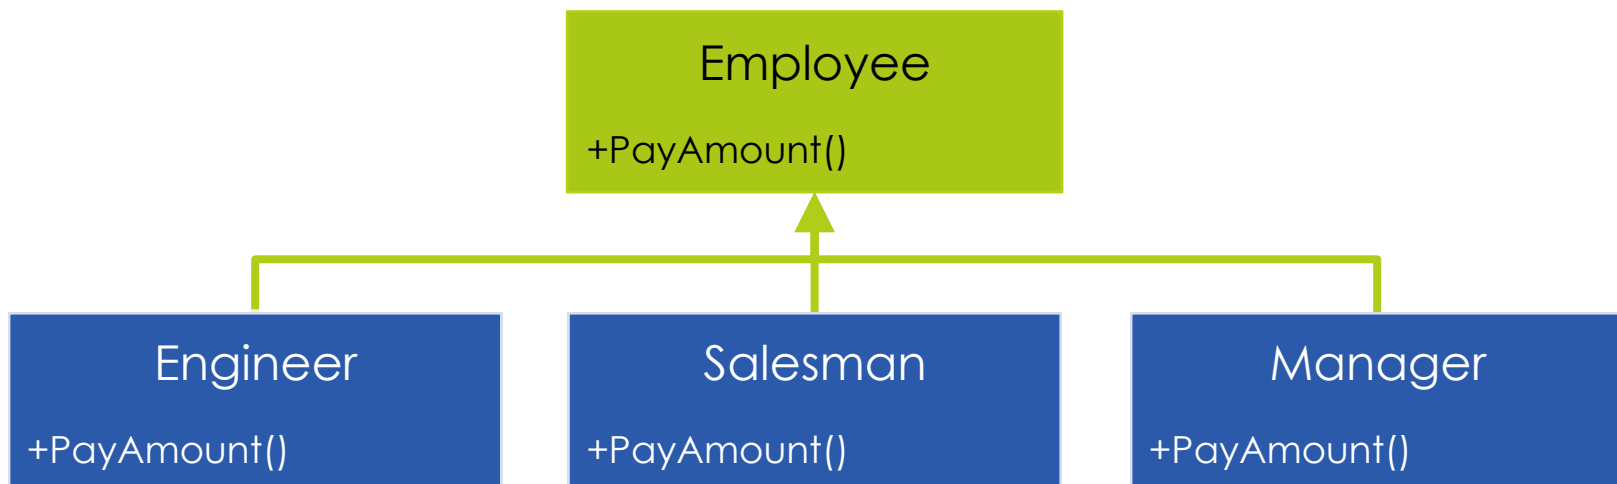 Employee
+PayAmount()
Engineer
+PayAmount()
Salesman
+PayAmount()
Manager
+PayAmount()